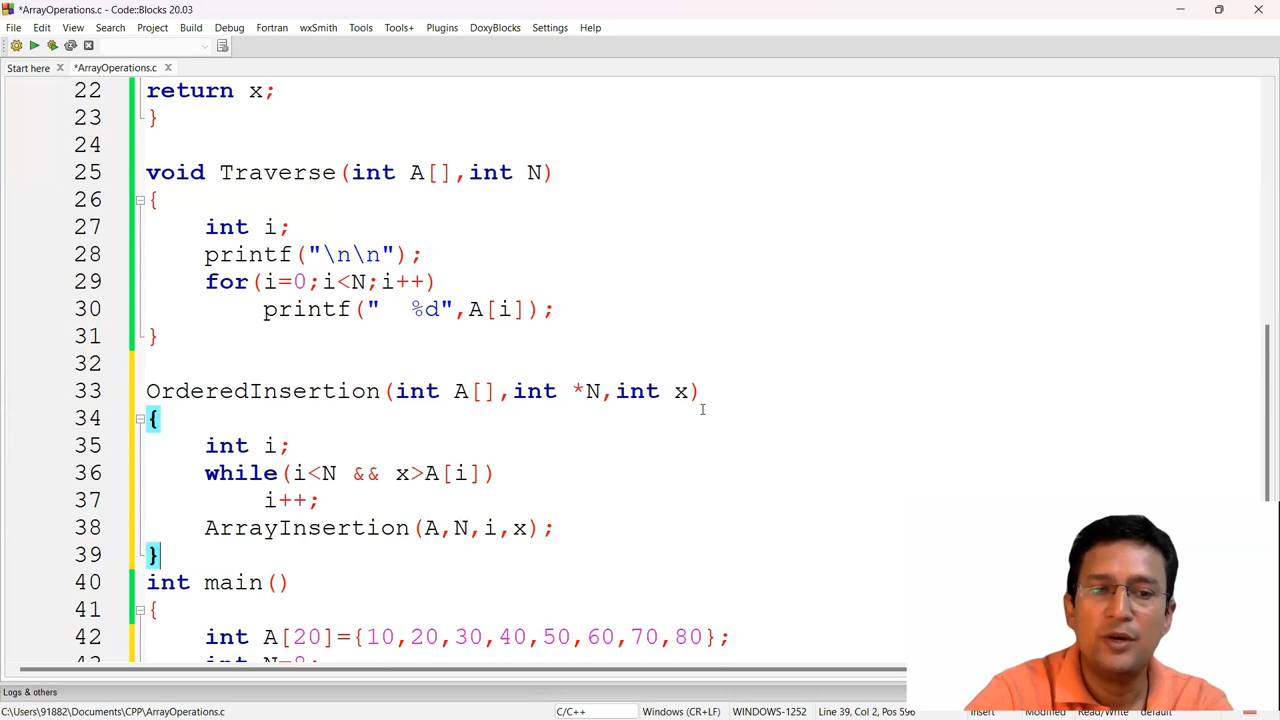 *ArrayOperations.c - Code::Blocks 20.03
File Edit View Search Project Build Debug Fortran wxSmith Tools Tools+ Plugins DoxyBlocks Settings Help
Start here *ArrayOperations.c
22 return x;
23 }
24
25 void Traverse(int A[],int N)
26 {
27 int i;
28 printf("\n\n");
29 for(i=0;i<N;i++)
30 printf("  %d",A[i]);
31 }
32
33 OrderedInsertion(int A[],int *N,int x)
34 {
35 int i;
36 while(i<N && x>A[i])
37 i++;
38 ArrayInsertion(A,N,i,x);
39 }
40 int main()
41 {
42 int A[20]={10,20,30,40,50,60,70,80};
43 int N=8;
Logs & others
C:\Users\91882\Documents\CPP\ArrayOperations.c C/C++ Windows (CR+LF) WINDOWS-1252 Line 39, Col 2, Pos 596 Insert Modified Read/Write default